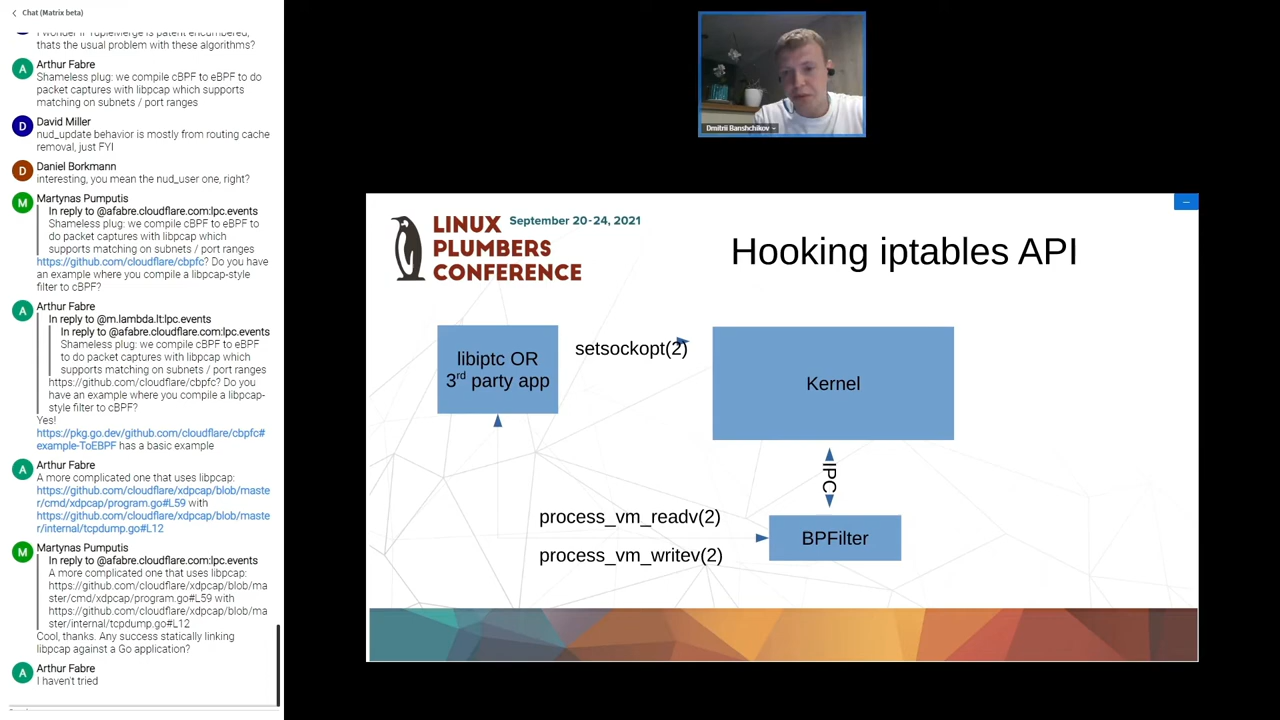 Chat (Matrix beta)
I wonder if TupleMerge is patent encumbered,
thats the usual problem with these algorithms?
A
Arthur Fabre
Shameless plug: we compile cBPF to eBPF to do
packet captures with libpcap which supports
matching on subnets / port ranges
D
David Miller
nud_update behavior is mostly from routing cache
removal, just FYI
D
Daniel Borkmann
interesting, you mean the nud_user one, right?
M
Martynas Pumputis
In reply to @afabre.cloudflare.com:lpc.events
Shameless plug: we compile cBPF to eBPF to
do packet captures with libpcap which
supports matching on subnets / port ranges
https://github.com/cloudflare/cbpfc? Do you have
an example where you compile a libpcap-style
filter to cBPF?
A
Arthur Fabre
In reply to @m.lambda.lt:lpc.events
In reply to @afabre.cloudflare.com:lpc.events
Shameless plug: we compile cBPF to eBPF
to do packet captures with libpcap which
supports matching on subnets / port ranges
https://github.com/cloudflare/cbpfc? Do you
have an example where you compile a libpcap-
style filter to cBPF?
Yes!
https://pkg.go.dev/github.com/cloudflare/cbpfc#
example-ToEBPF has a basic example
A
Arthur Fabre
A more complicated one that uses libpcap:
https://github.com/cloudflare/xdpcap/blob/maste
r/cmd/xdpcap/program.go#L59 with
https://github.com/cloudflare/xdpcap/blob/maste
r/internal/tcpdump.go#L12
M
Martynas Pumputis
In reply to @afabre.cloudflare.com:lpc.events
A more complicated one that uses libpcap:
https://github.com/cloudflare/xdpcap/blob/ma
ster/cmd/xdpcap/program.go#L59 with
https://github.com/cloudflare/xdpcap/blob/ma
ster/internal/tcpdump.go#L12
Cool, thanks. Any success statically linking
libpcap against a Go application?
A
Arthur Fabre
I haven't tried
Dmitrii Banshchikov
LINUX
PLUMBERS
CONFERENCE
September 20-24, 2021
Hooking iptables API
libiptc OR
3rd party app
setsockopt(2)
Kernel
IPC
process_vm_readv(2)
process_vm_writev(2)
BPFilter